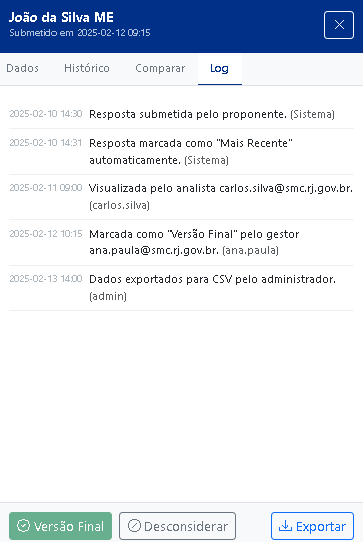 João da Silva ME
Submetido em 2025-02-12 09:15
Dados Histórico Comparar Log
2025-02-10 14:30 Resposta submetida pelo proponente. (Sistema)
2025-02-10 14:31 Resposta marcada como "Mais Recente"
automaticamente. (Sistema)
2025-02-11 09:00 Visualizada pelo analista carlos.silva@smc.rj.gov.br.
(carlos.silva)
2025-02-12 10:15 Marcada como "Versão Final" pelo gestor
ana.paula@smc.rj.gov.br. (ana.paula)
2025-02-13 14:00 Dados exportados para CSV pelo administrador.
(admin)
Versão Final Desconsiderar Exportar